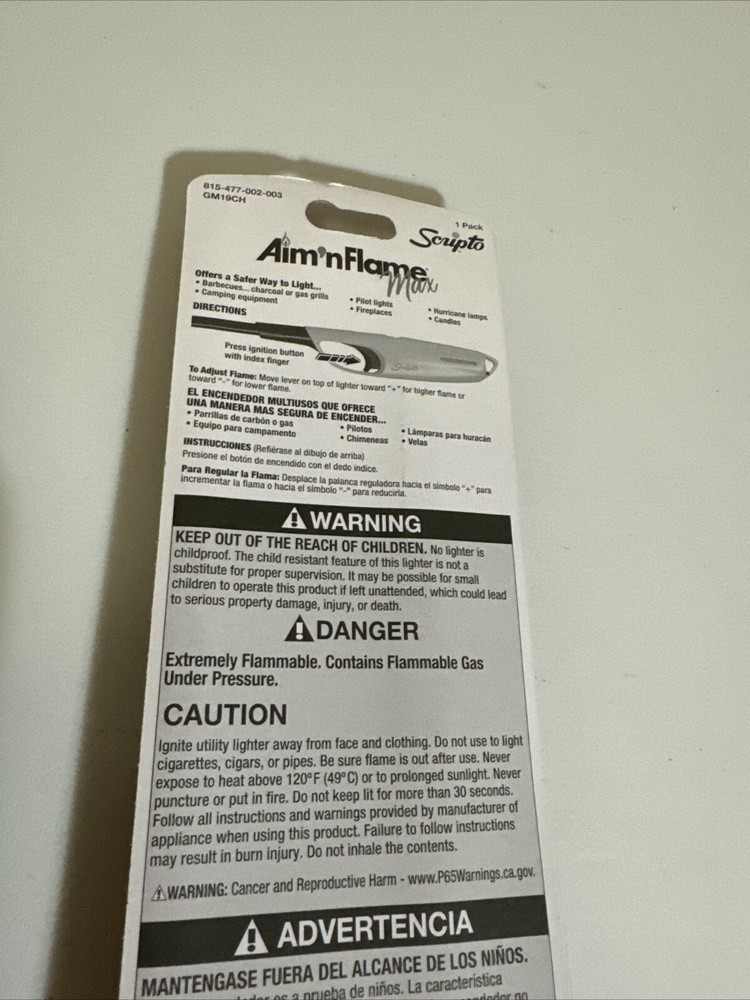 815-477-002-003
GM19CH
1 Pack
Scripto
Aim'nFlame
Max
Offers a Safer Way to Light...
• Barbecues... charcoal or gas grills
• Camping equipment
• Pilot lights
• Fireplaces
• Hurricane lamps
• Candles
DIRECTIONS
Press ignition button
with index finger
Scripto
To Adjust Flame: Move lever on top of lighter toward "+" for higher flame or
toward "-" for lower flame.
EL ENCENDEDOR MULTIUSOS QUE OFRECE
UNA MANERA MAS SEGURA DE ENCENDER...
• Parrillas de carbón o gas
• Equipo para campamento
• Pilotos
• Chimeneas
• Lámparas para huracán
• Velas
INSTRUCCIONES (Refiérase al dibujo de arriba)
Presione el botón de encendido con el dedo índice.
Para Regular la Flama: Desplace la palanca reguladora hacia el símbolo "+" para
incrementar la flama o hacia el símbolo "-" para reducirla.
WARNING
KEEP OUT OF THE REACH OF CHILDREN. No lighter is
childproof. The child resistant feature of this lighter is not a
substitute for proper supervision. It may be possible for small
children to operate this product if left unattended, which could lead
to serious property damage, injury, or death.
DANGER
Extremely Flammable. Contains Flammable Gas
Under Pressure.
CAUTION
Ignite utility lighter away from face and clothing. Do not use to light
cigarettes, cigars, or pipes. Be sure flame is out after use. Never
expose to heat above 120°F (49°C) or to prolonged sunlight. Never
puncture or put in fire. Do not keep lit for more than 30 seconds.
Follow all instructions and warnings provided by manufacturer of
appliance when using this product. Failure to follow instructions
may result in burn injury. Do not inhale the contents.
WARNING: Cancer and Reproductive Harm - www.P65Warnings.ca.gov.
ADVERTENCIA
MANTENGASE FUERA DEL ALCANCE DE LOS NIÑOS.
es a prueba de niños. La característica
no